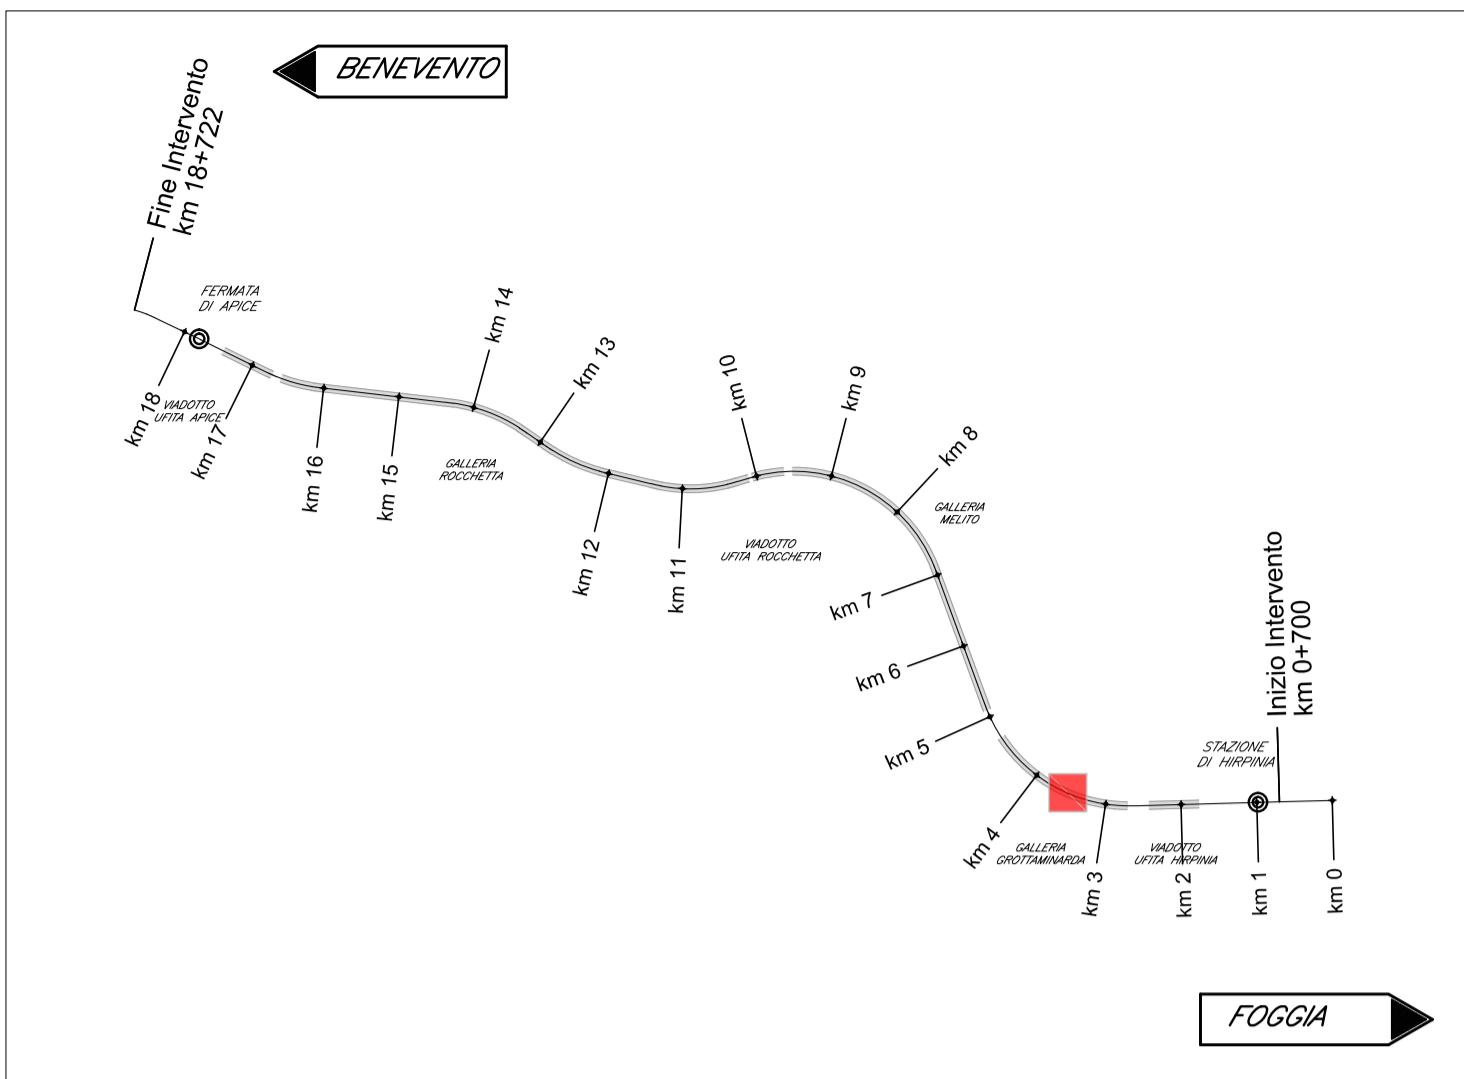 BENEVENTO
Fine Intervento
km 18+722
FERMATA
DI APICE
km 18
VIADOTTO
UFITA APICE
km 17
km 16
km 15
km 14
GALLERIA
ROCCHETTA
km 13
km 12
km 11
km 10
VIADOTTO
UFITA ROCCHETTA
km 9
km 8
GALLERIA
MELITO
km 7
km 6
km 5
km 4
GALLERIA
GROTTAMINARDA
km 3
VIADOTTO
UFITA HIRPINIA
km 2
STAZIONE
DI HIRPINIA
km 1
Inizio Intervento
km 0+700
km 0
FOGGIA